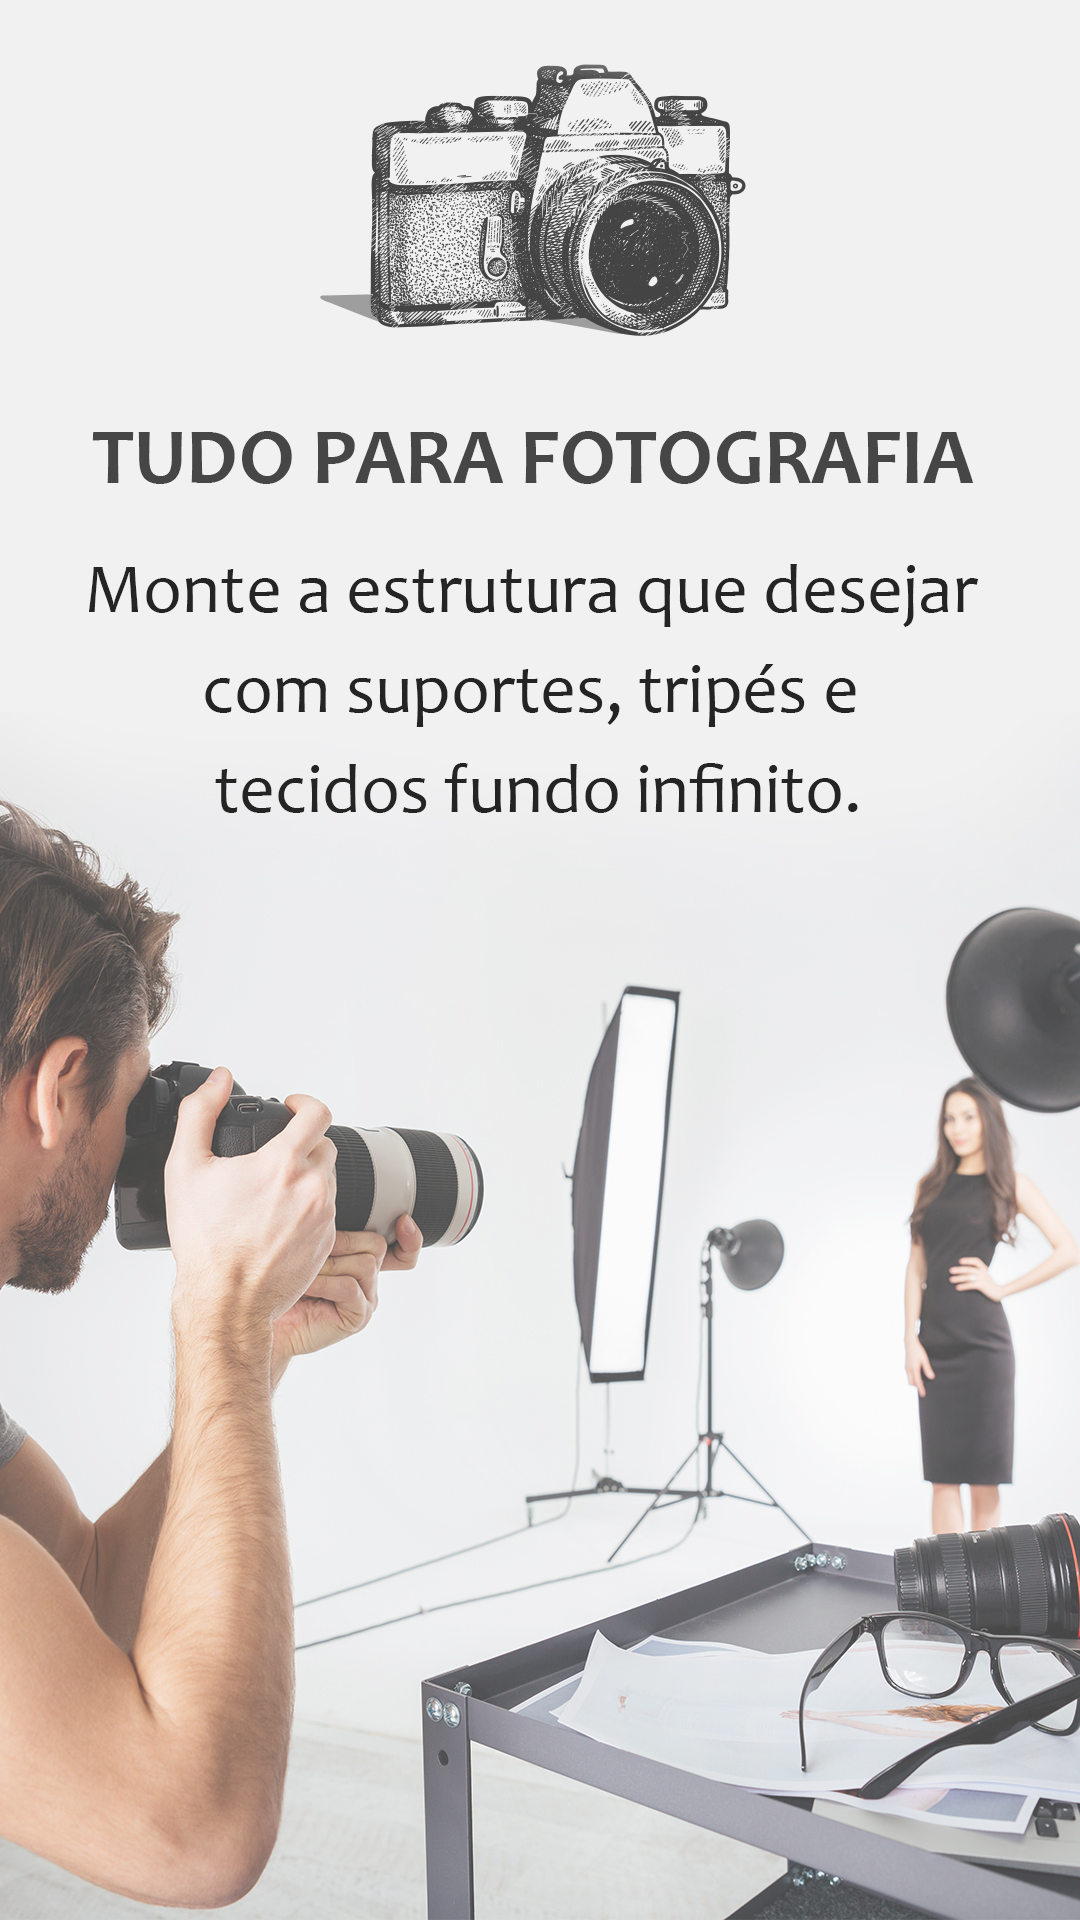 TUDO PARA FOTOGRAFIA
Monte a estrutura que desejar
com suportes, tripés e
tecidos fundo infinito.